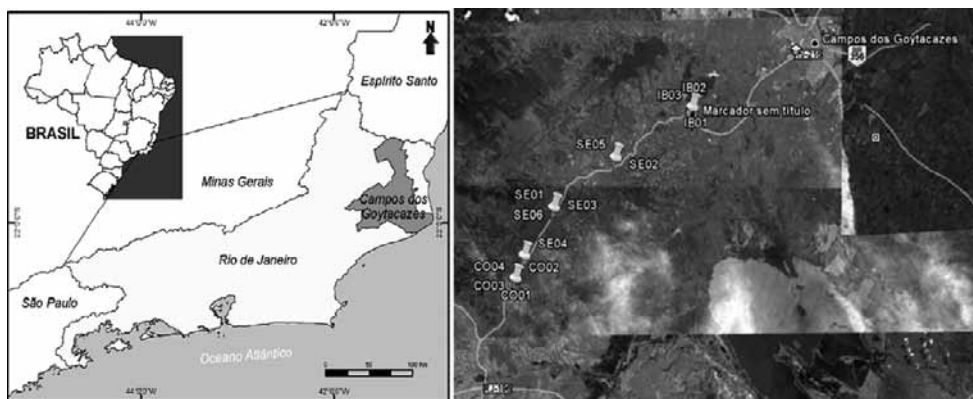 44°0'0"
42°0'0"
N
Espírito Santo
BRASIL
Minas Gerais
Campos dos
Goytacazes
Rio de Janeiro
São Paulo
Oceano Atlântico
100 Km
44°0'0"
42°0'0"
Campos dos Goytacazes
IB02
IB03
Marcador sem título
IB01
SE05
SE02
SE01
SE03
SE06
SE04
CO04
CO02
CO03
CO01